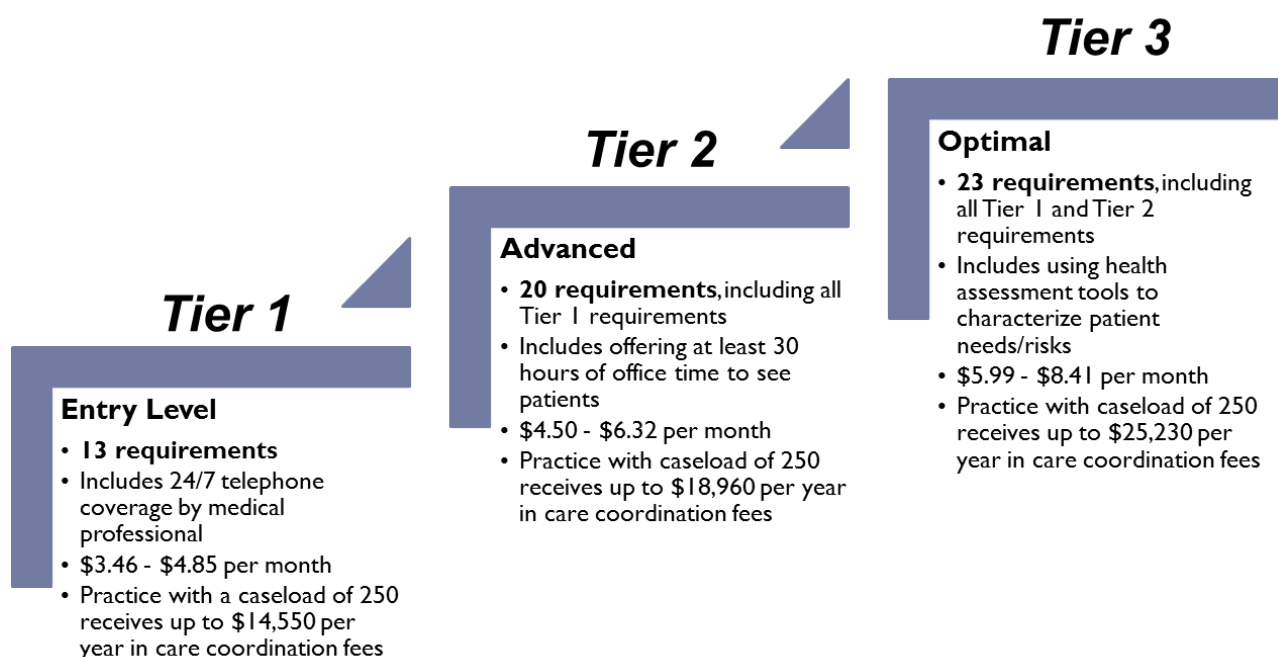 Tier 1
Entry Level
• 13 requirements
• Includes 24/7 telephone
coverage by medical
professional
• $3.46 - $4.85 per month
• Practice with a caseload of 250
receives up to $14,550 per
year in care coordination fees
Tier 2
Advanced
• 20 requirements, including all
Tier 1 requirements
• Includes offering at least 30
hours of office time to see
patients
• $4.50 - $6.32 per month
• Practice with caseload of 250
receives up to $18,960 per year
in care coordination fees
Tier 3
Optimal
• 23 requirements, including
all Tier 1 and Tier 2
requirements
• Includes using health
assessment tools to
characterize patient
needs/risks
• $5.99 - $8.41 per month
• Practice with caseload of 250
receives up to $25,230 per
year in care coordination fees